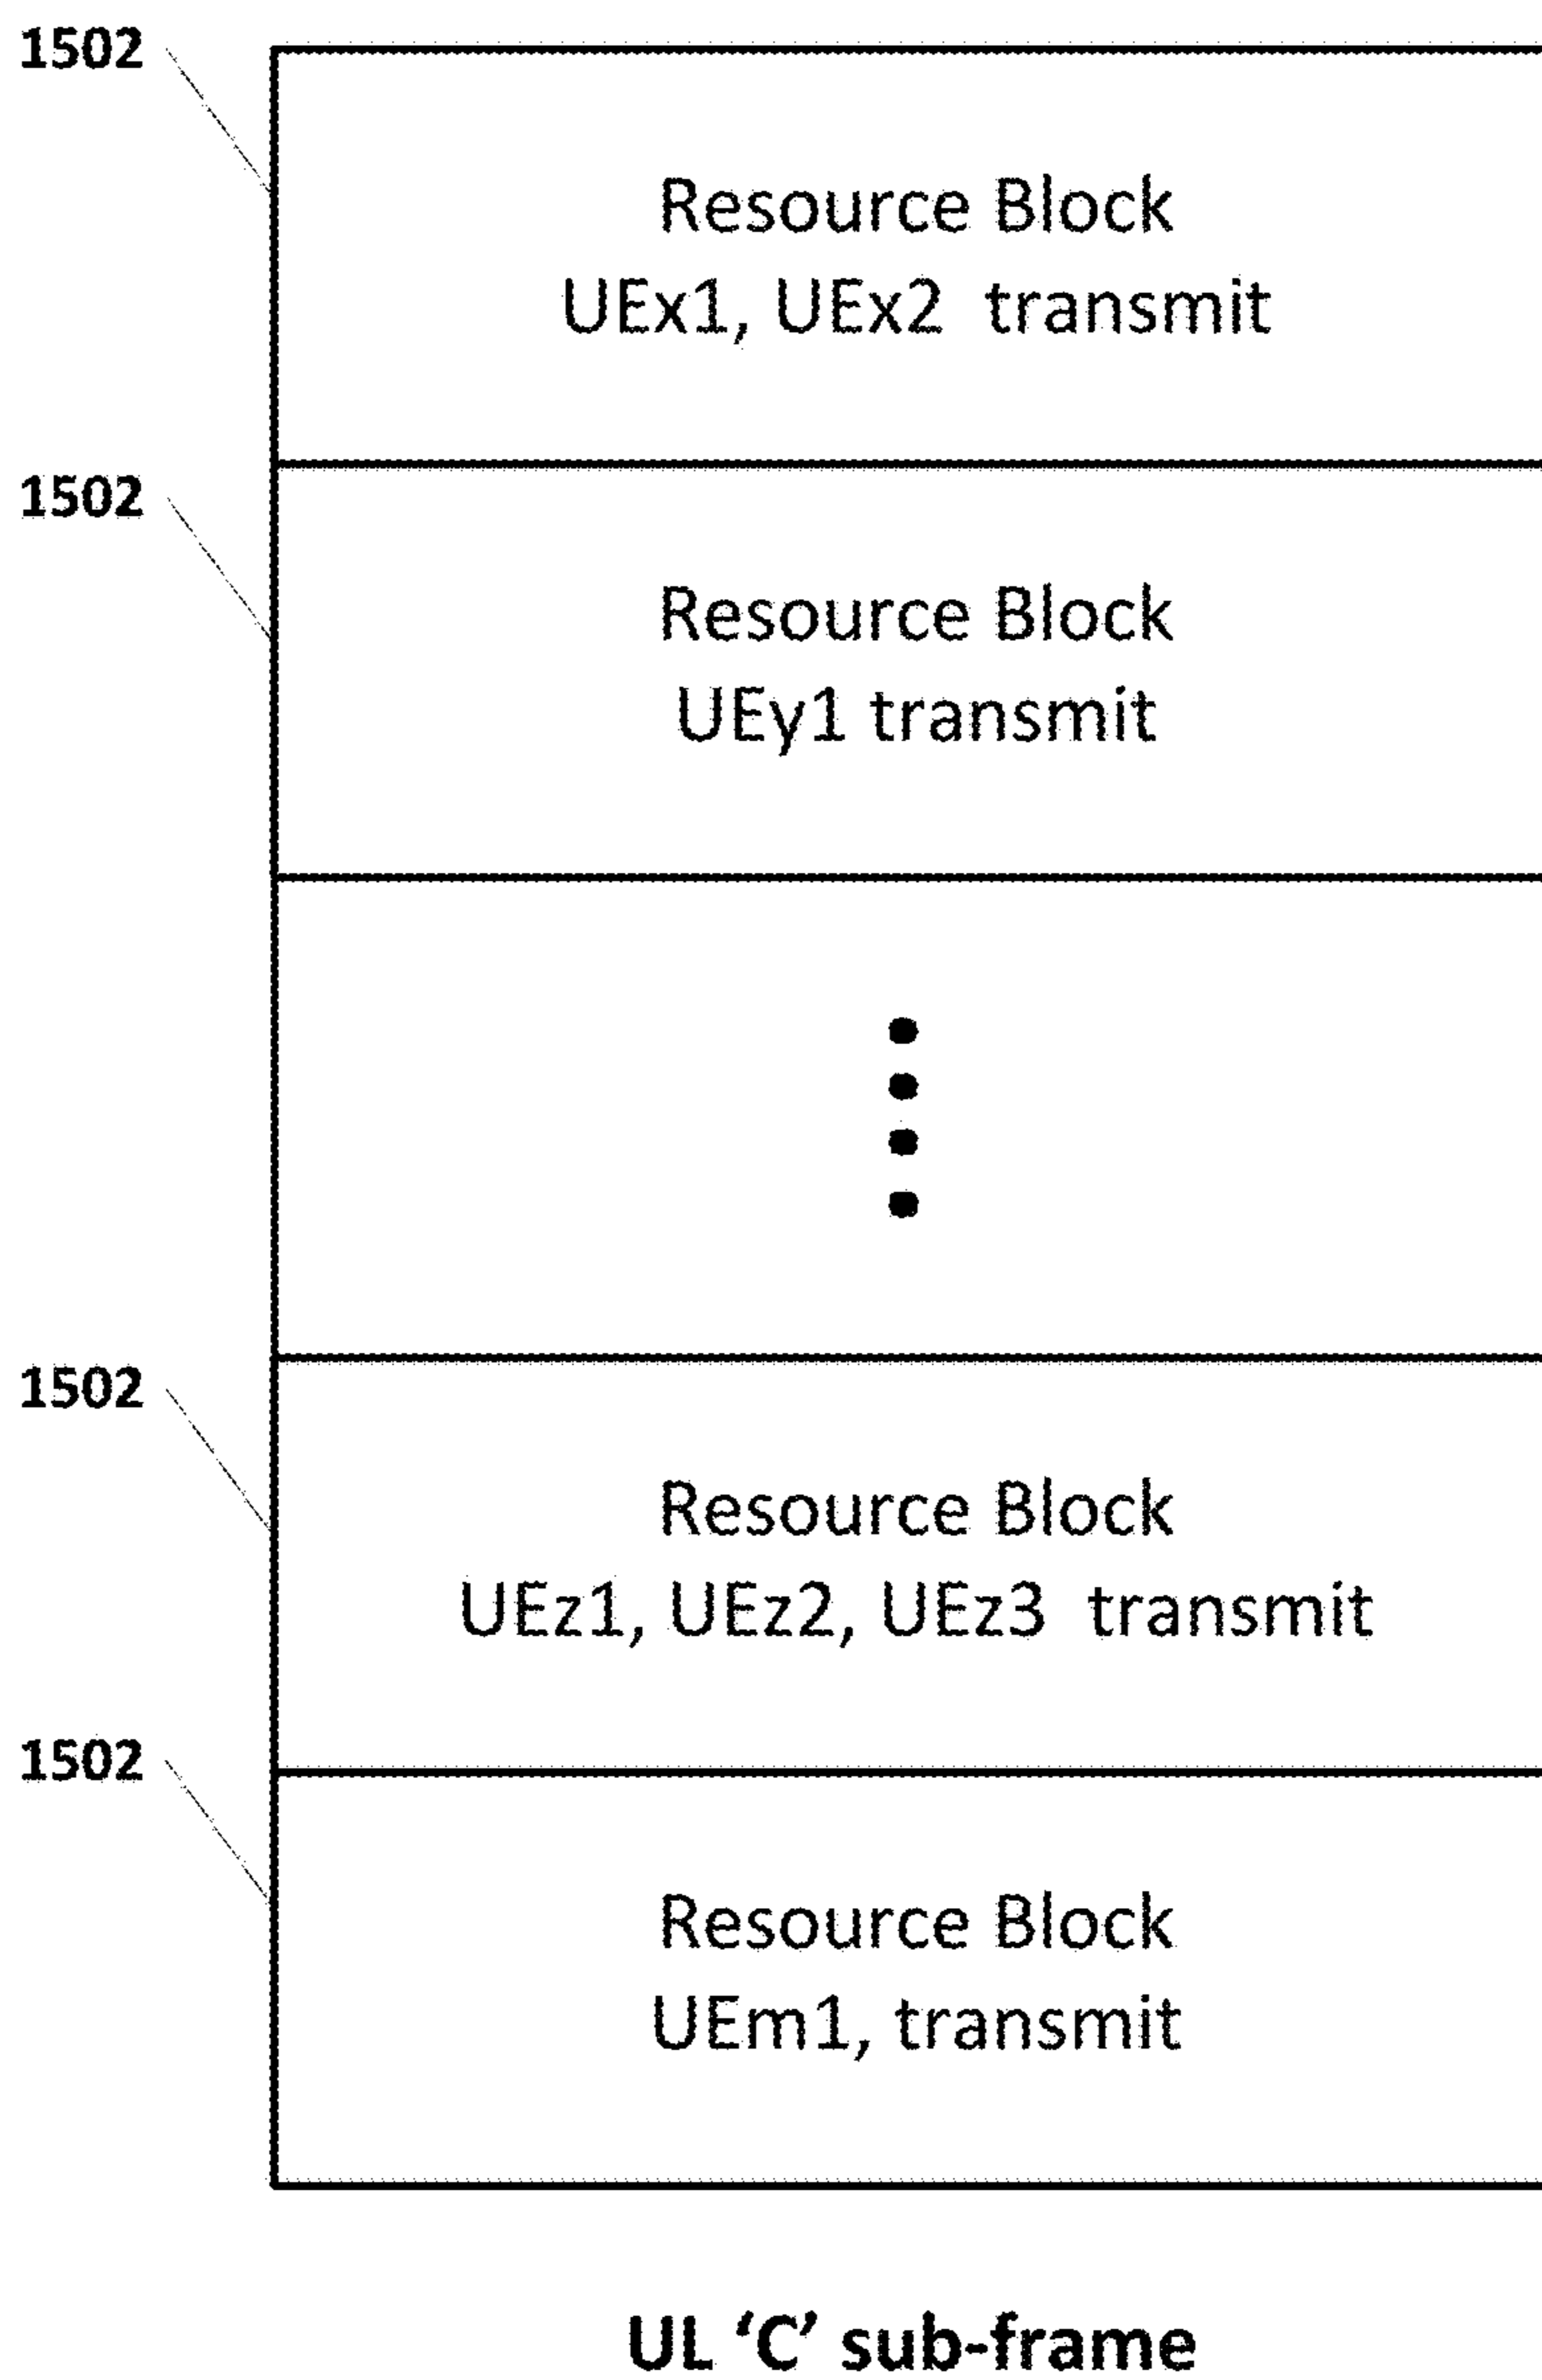 1502
Resource Block
UEx1, UEx2 transmit
1502
Resource Block
UEy1 transmit
1502
Resource Block
UEz1, UEz2, UEz3 transmit
1502
Resource Block
UEm1, transmit
UL ‘C’ sub-frame